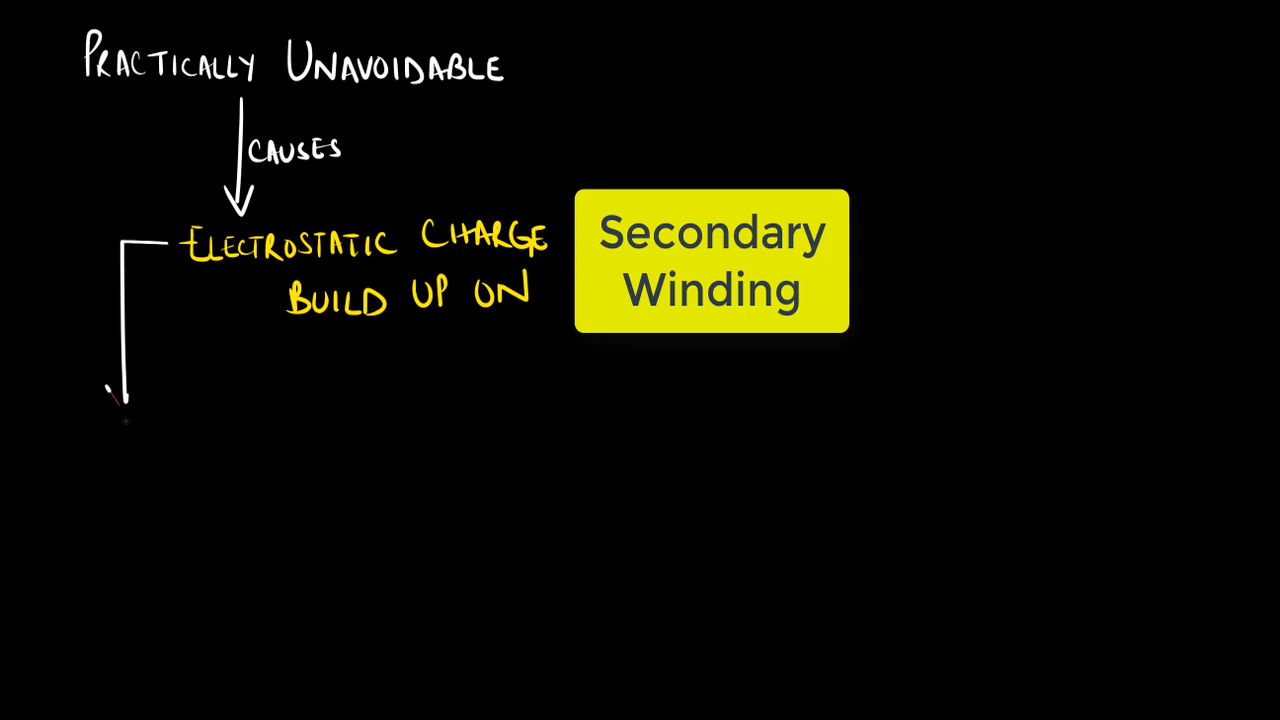 PRACTICALLY UNAVOIDABLE
CAUSES
ELECTROSTATIC CHARGE
BUILD UP ON
Secondary
Winding